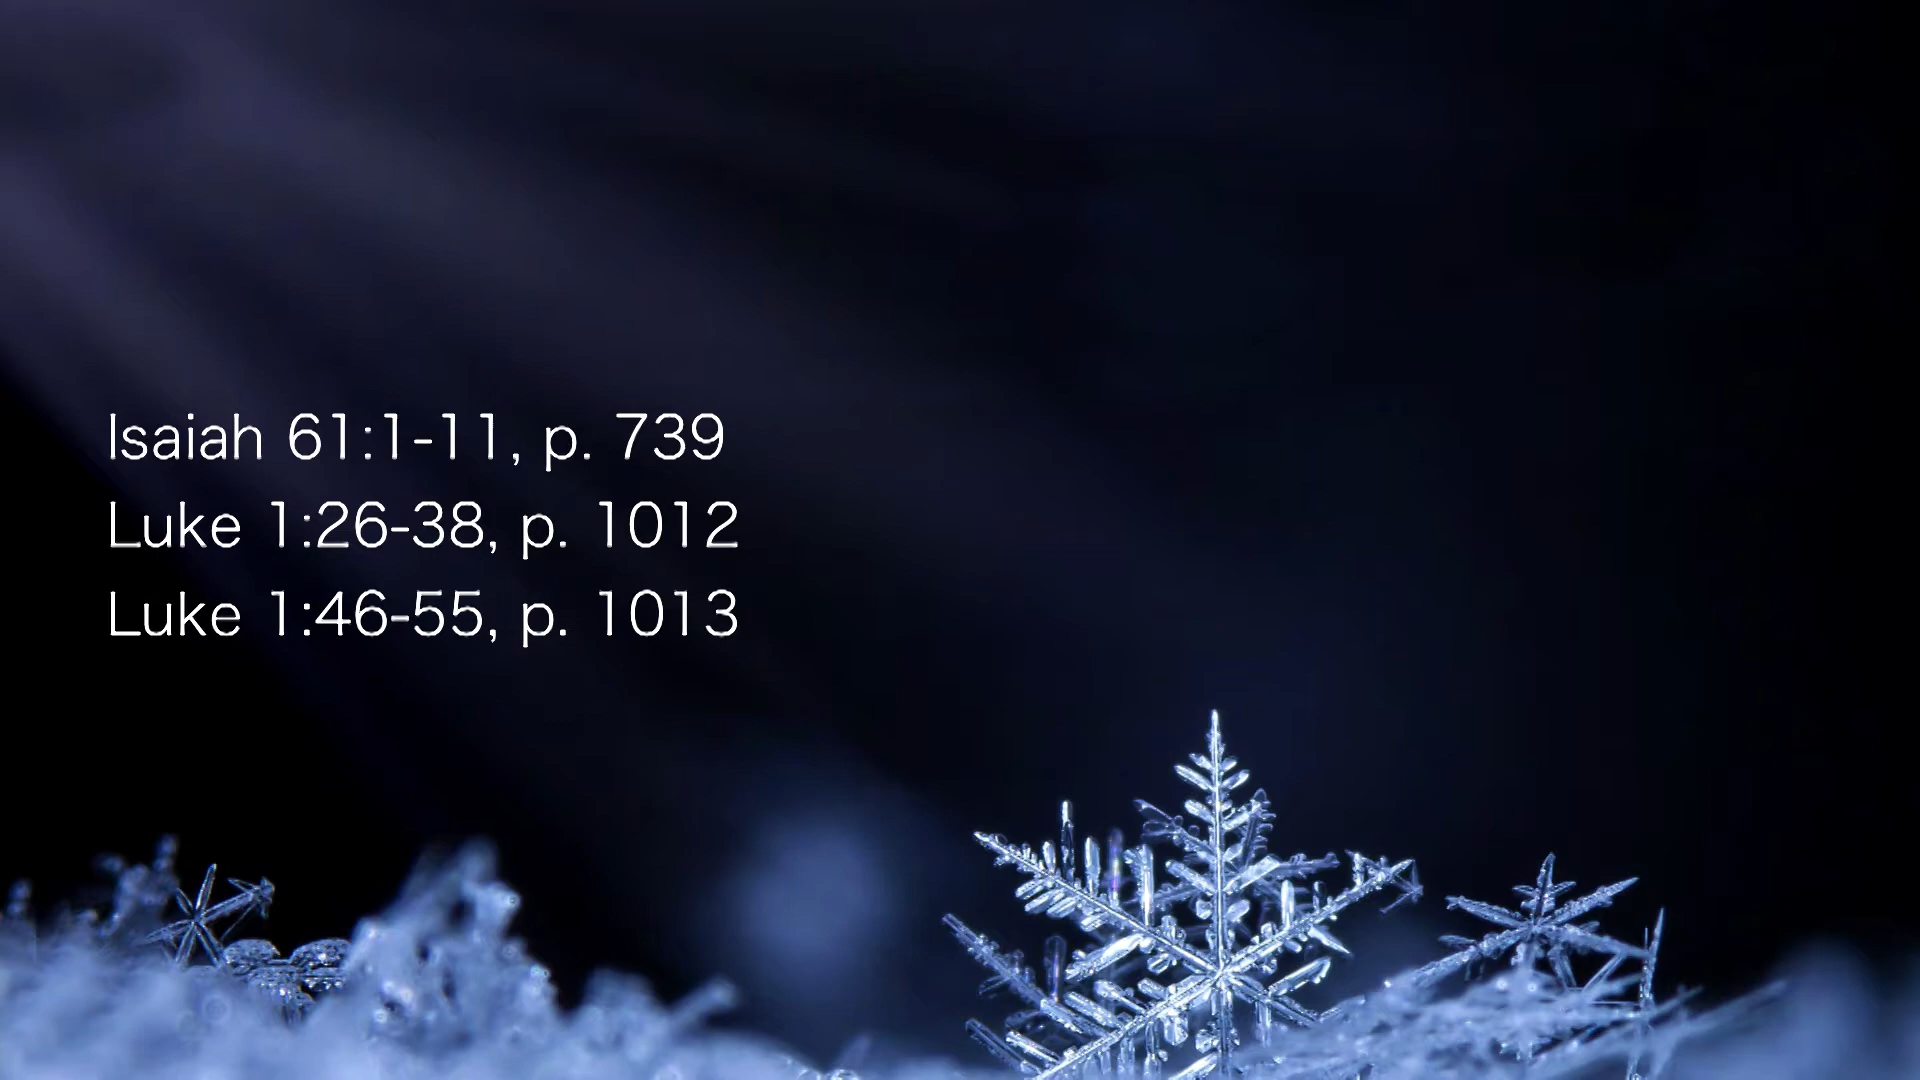 Isaiah 61:1-11, p. 739
Luke 1:26-38, p. 1012
Luke 1:46-55, p. 1013